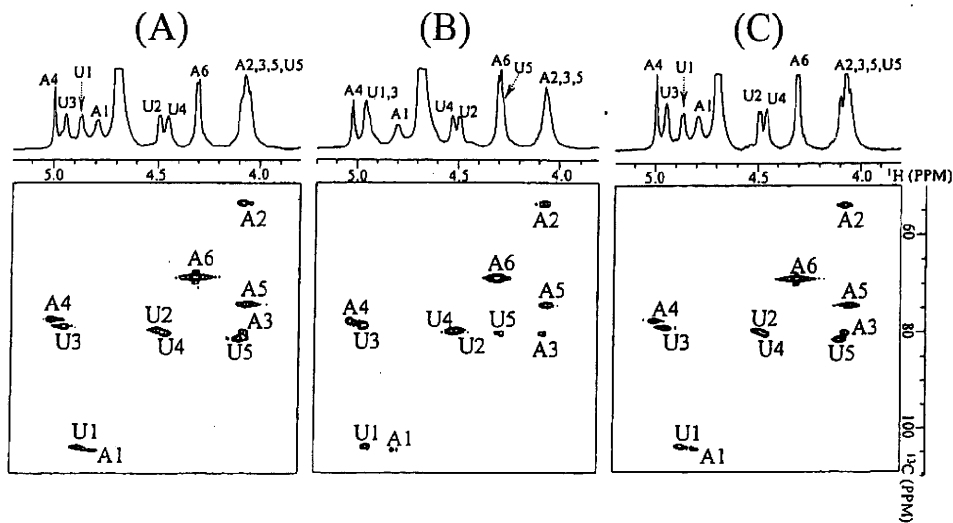 (A) (B) (C)
A4 U3 U1 A1 U2 U4 A6 A2,3,5,U5
A4 U1,3 A1 U4 U2 A6 U5 A2,3,5
A4 U3 U1 A1 U2 U4 A6 A2,3,5,U5
5.0 4.5 4.0
5.0 4.5 4.0
5.0 4.5 4.0 ¹H (PPM)
A2
A6
A5
A4 U2 A3
U3 U4 U5
U1
A1
A2
A6
A5
A4 U4 U5
U3 U2 A3
U1 A1
A2
A6
A5
A4 U2 A3
U3 U4 U5
U1
A1
60
80
100
¹³C (PPM)